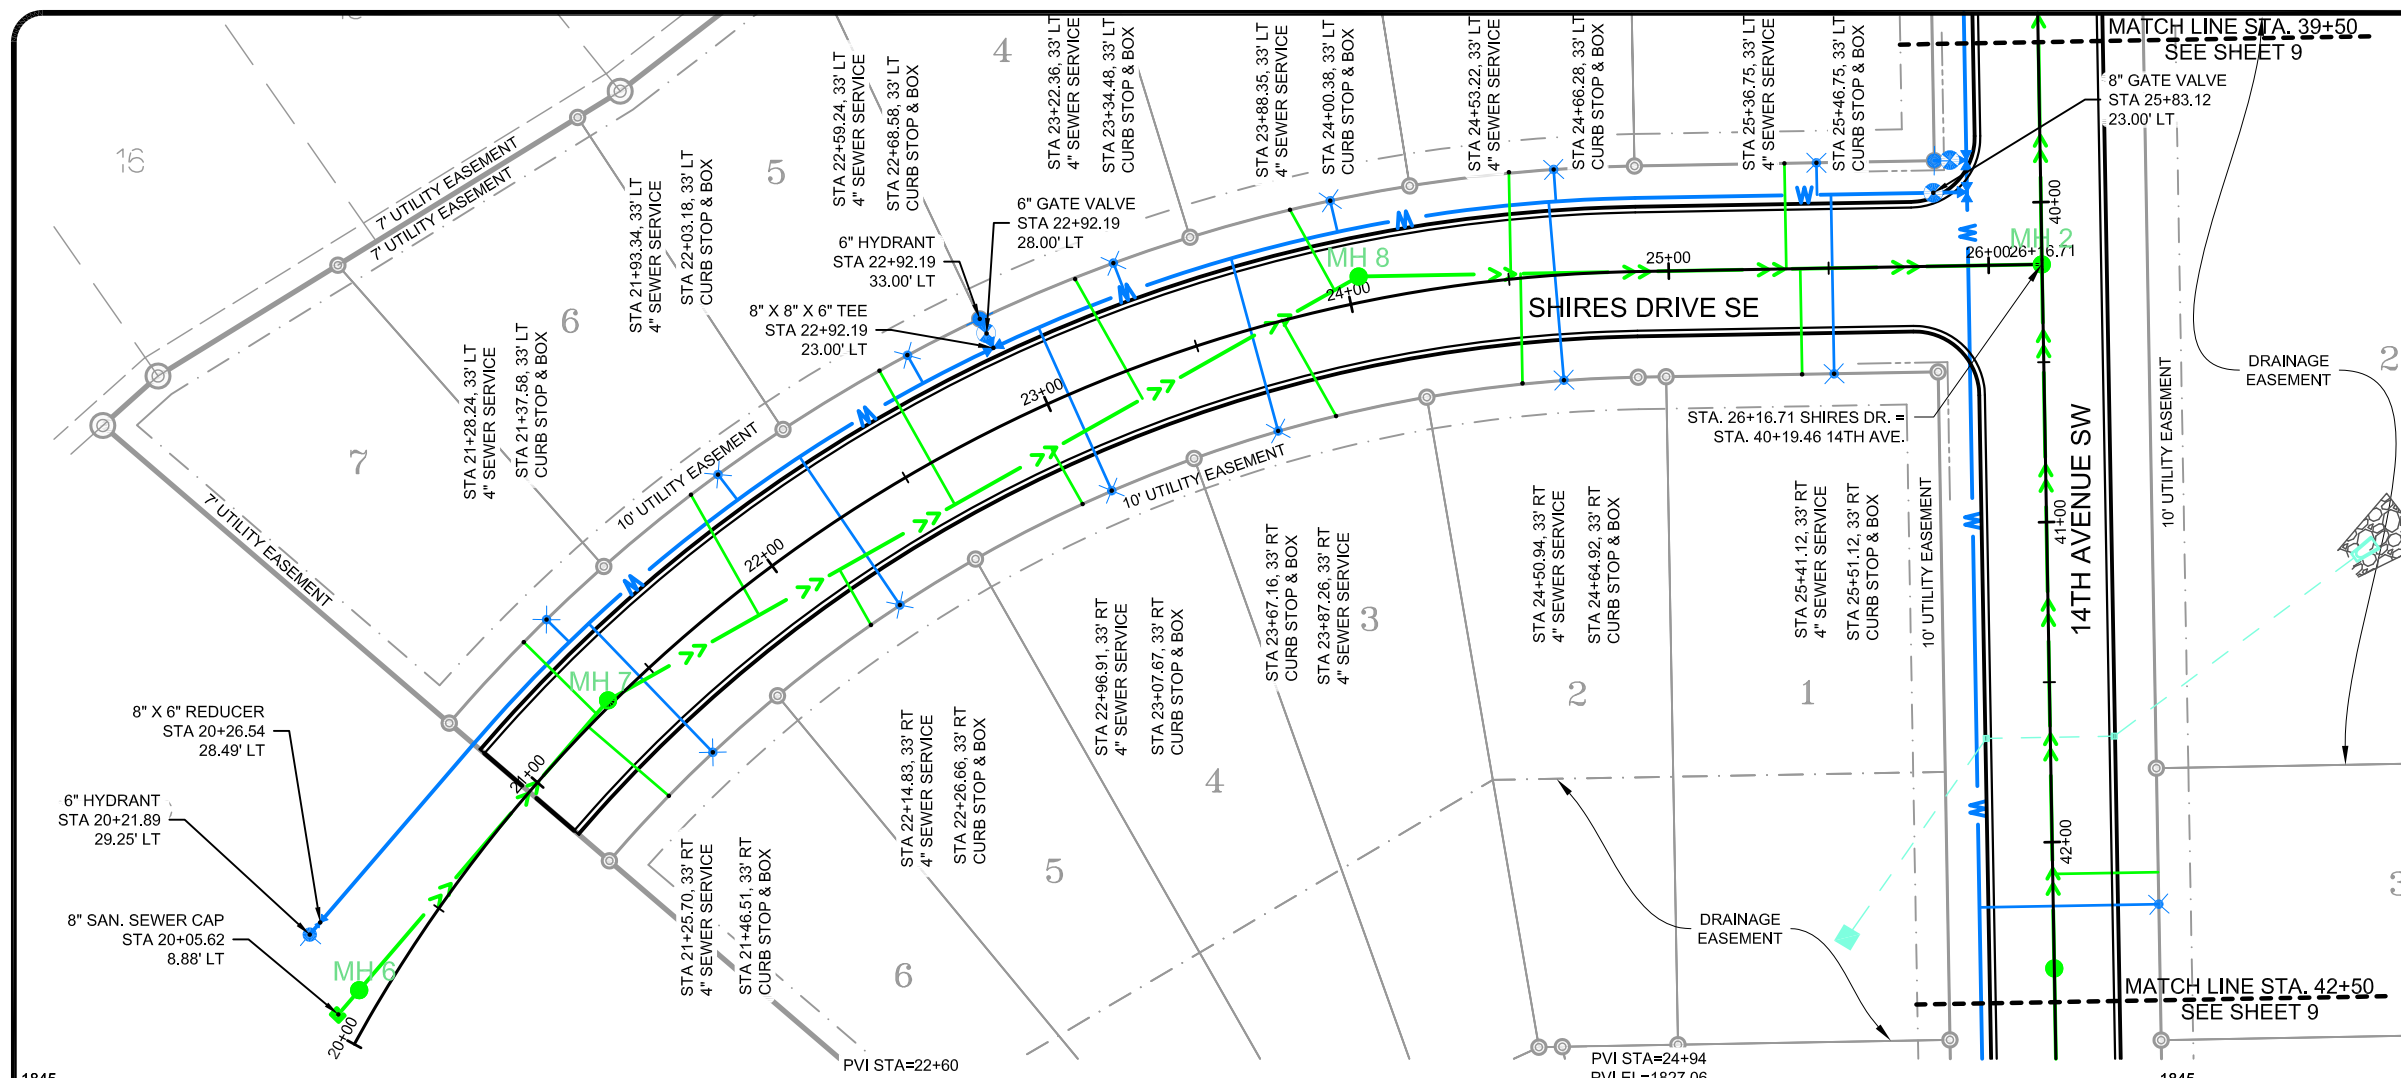 MATCH LINE STA. 39+50
SEE SHEET 9
8" GATE VALVE
STA 25+83.12
23.00' LT
16
7' UTILITY EASEMENT
7' UTILITY EASEMENT
5
4
STA 22+59.24, 33' LT
4" SEWER SERVICE
STA 22+68.58, 33' LT
CURB STOP & BOX
STA 23+22.36, 33' LT
4" SEWER SERVICE
STA 23+34.48, 33' LT
CURB STOP & BOX
STA 23+88.35, 33' LT
4" SEWER SERVICE
STA 24+00.38, 33' LT
CURB STOP & BOX
STA 24+53.22, 33' LT
4" SEWER SERVICE
STA 24+66.28, 33' LT
CURB STOP & BOX
STA 25+36.75, 33' LT
4" SEWER SERVICE
STA 25+46.75, 33' LT
CURB STOP & BOX
STA 21+93.34, 33' LT
4" SEWER SERVICE
STA 22+03.18, 33' LT
CURB STOP & BOX
6" GATE VALVE
STA 22+92.19
28.00' LT
6" HYDRANT
STA 22+92.19
33.00' LT
8" X 8" X 6" TEE
STA 22+92.19
23.00' LT
6
7
STA 21+28.24, 33' LT
4" SEWER SERVICE
STA 21+37.58, 33' LT
CURB STOP & BOX
W
W
W
W
W
W
W
W
W
MH 8
MH 2
24+00
25+00
26+00
26+16.71
40+00
SHIRES DRIVE SE
23+00
22+00
21+00
20+00
10' UTILITY EASEMENT
10' UTILITY EASEMENT
7' UTILITY EASEMENT
STA. 26+16.71 SHIRES DR. =
STA. 40+19.46 14TH AVE.
14TH AVENUE SW
41+00
42+00
10' UTILITY EASEMENT
10' UTILITY EASEMENT
DRAINAGE
EASEMENT
2
MH 7
8" X 6" REDUCER
STA 20+26.54
28.49' LT
6" HYDRANT
STA 20+21.89
29.25' LT
8" SAN. SEWER CAP
STA 20+05.62
8.88' LT
MH 6
STA 21+25.70, 33' RT
4" SEWER SERVICE
STA 21+46.51, 33' RT
CURB STOP & BOX
STA 22+14.83, 33' RT
4" SEWER SERVICE
STA 22+26.66, 33' RT
CURB STOP & BOX
STA 22+96.91, 33' RT
4" SEWER SERVICE
STA 23+07.67, 33' RT
CURB STOP & BOX
STA 23+67.16, 33' RT
CURB STOP & BOX
STA 23+87.26, 33' RT
4" SEWER SERVICE
STA 24+50.94, 33' RT
4" SEWER SERVICE
STA 24+64.92, 33' RT
CURB STOP & BOX
STA 25+41.12, 33' RT
4" SEWER SERVICE
STA 25+51.12, 33' RT
CURB STOP & BOX
6
5
4
3
2
1
3
DRAINAGE
EASEMENT
MATCH LINE STA. 42+50
SEE SHEET 9
PVI STA=22+60
PVI STA=24+94
PVI EL=1827.06
1845
1845